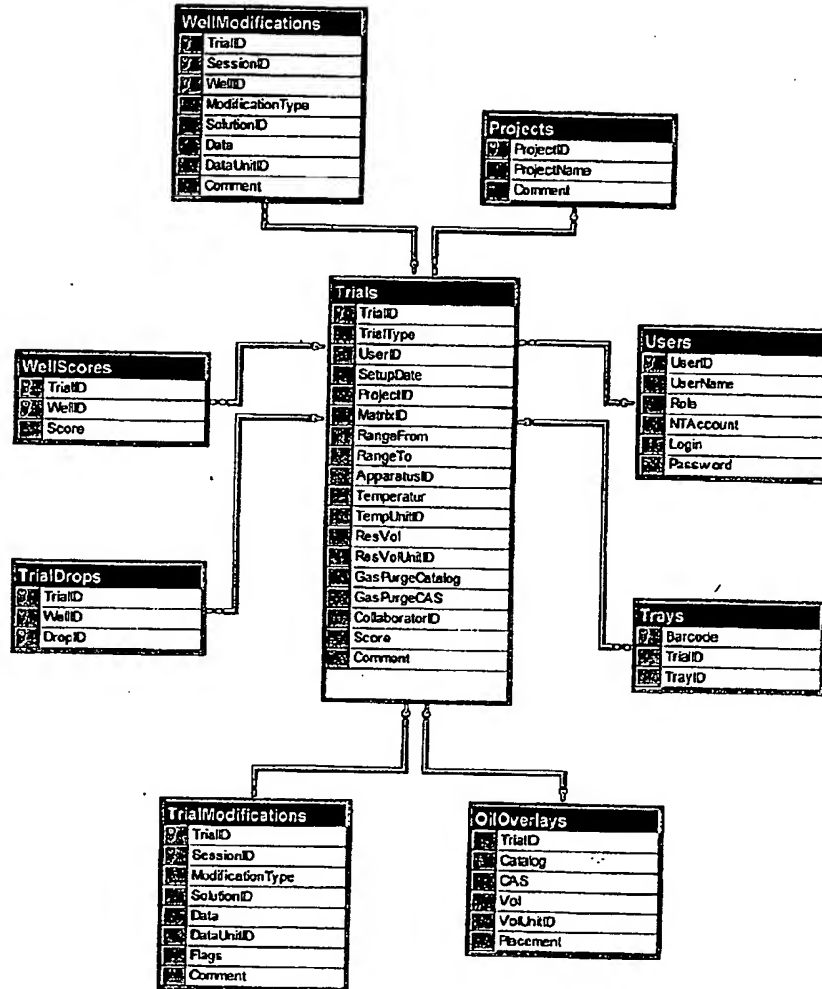 WellModifications
TrialID
SessionID
WellID
ModificationType
SolutionID
Data
DataUnitID
Comment
Projects
ProjectID
ProjectName
Comment
Trials
TrialID
TrialType
UserID
SetupDate
ProjectID
MatrixID
RangeFrom
RangeTo
ApparatusID
Temperatur
TempUnitID
ResVol
ResVolUnitID
GasPurgeCatalog
GasPurgeCAS
CollaboratorID
Score
Comment
WellScores
TrialID
WellID
Score
Users
UserID
UserName
Role
NTAccount
Login
Password
TrialDrops
TrialID
WellID
DropID
Trays
Barcode
TrialID
TrayID
TrialModifications
TrialID
SessionID
ModificationType
SolutionID
Data
DataUnitID
Flags
Comment
OilOverlays
TrialID
Catalog
CAS
Vol
VolUnitID
Placement